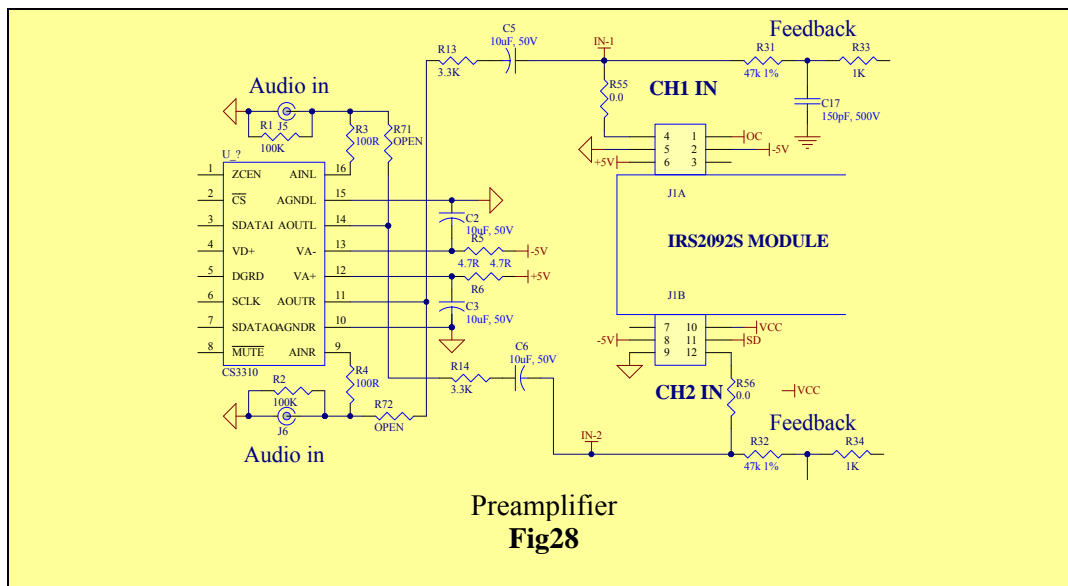 Feedback
C5
10uF, 50V
R13
3.3K
IN-1
R31
47k 1%
R33
1K
Audio in
R55
0.0
CH1 IN
C17
150pF, 500V
R1
100K
J5
R3
100R
R71
OPEN
4 1 OC
5 2 -5V
+5V 6 3
J1A
U_?
1 ZCEN AINL 16
2 CS AGNDL 15
3 SDATAI AOUTL 14
4 VD+ VA- 13
5 DGRD VA+ 12
6 SCLK AOUTR 11
7 SDATAO AGNDR 10
8 MUTE AINR 9
CS3310
C2
10uF, 50V
R5
4.7R 4.7R
-5V
+5V
R6
C3
10uF, 50V
IRS2092S MODULE
J1B
7 10 VCC
-5V 8 11 SD
9 12
C6
10uF, 50V
R14
3.3K
R4
100R
R2
100K
J6
R72
OPEN
CH2 IN
R56
0.0
VCC
Audio in
IN-2
Feedback
R32
47k 1%
R34
1K
Preamplifier
Fig28